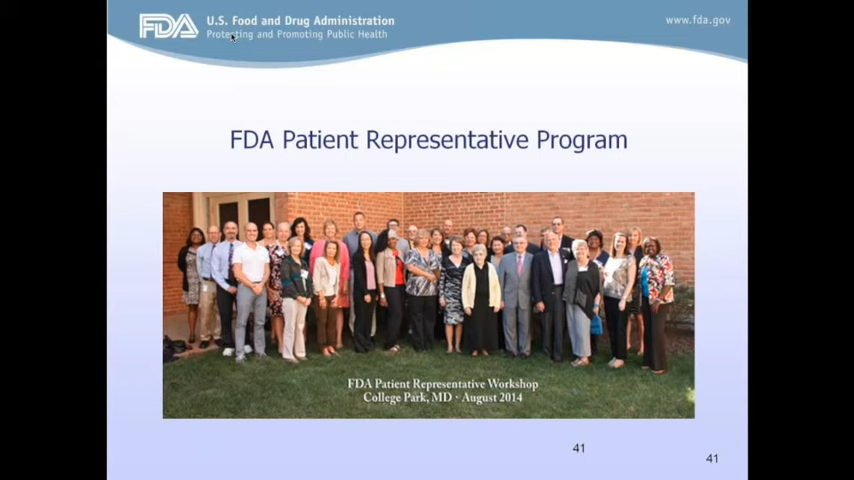 FDA U.S. Food and Drug Administration
Protecting and Promoting Public Health
www.fda.gov
FDA Patient Representative Program
FDA Patient Representative Workshop
College Park, MD · August 2014
41
41